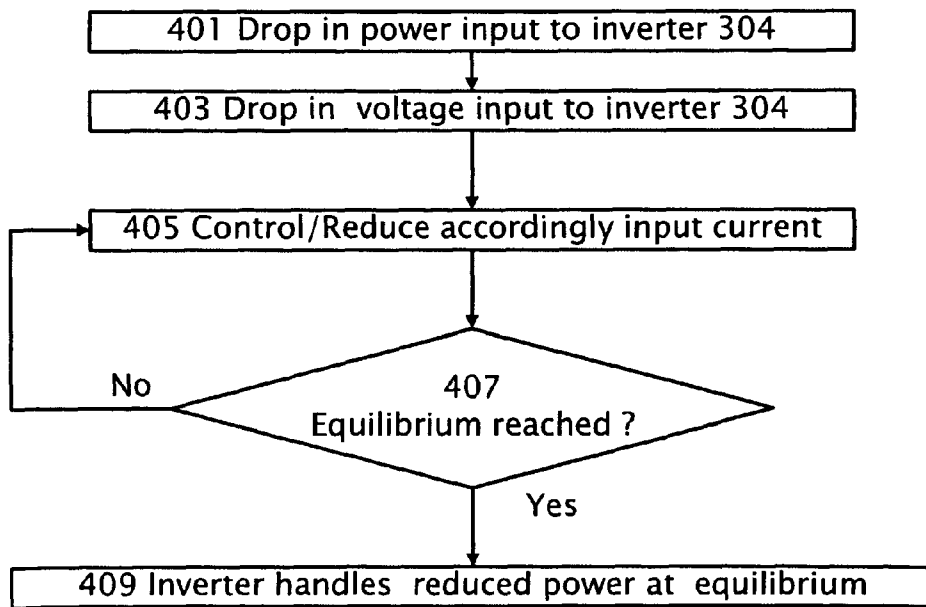 401 Drop in power input to inverter 304
403 Drop in voltage input to inverter 304
405 Control/Reduce accordingly input current
407
Equilibrium reached ?
No
Yes
409 Inverter handles reduced power at equilibrium